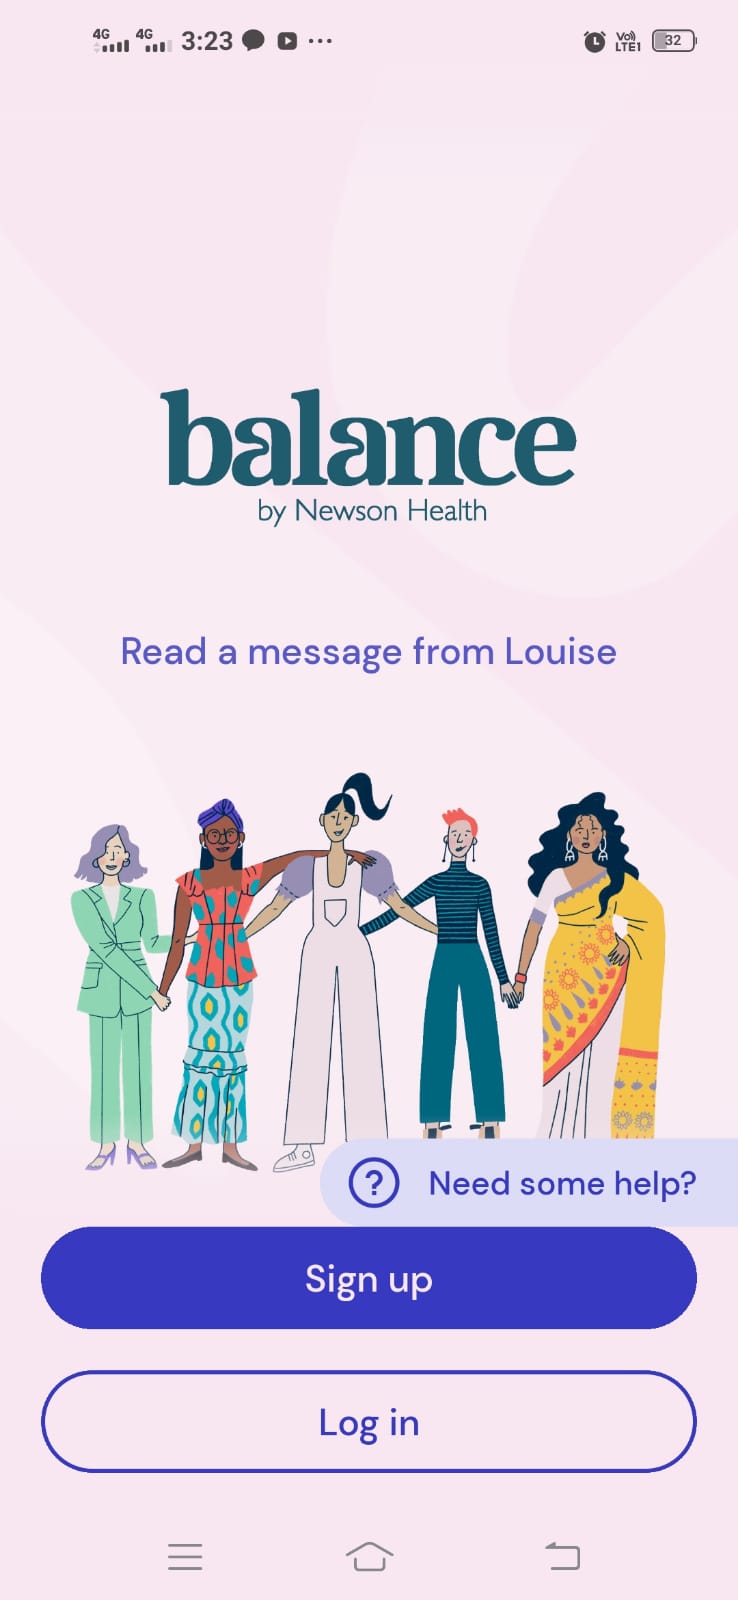 4G 4G 3:23 Vo)) LTE1 32
balance
by Newson Health
Read a message from Louise
? Need some help?
Sign up
Log in